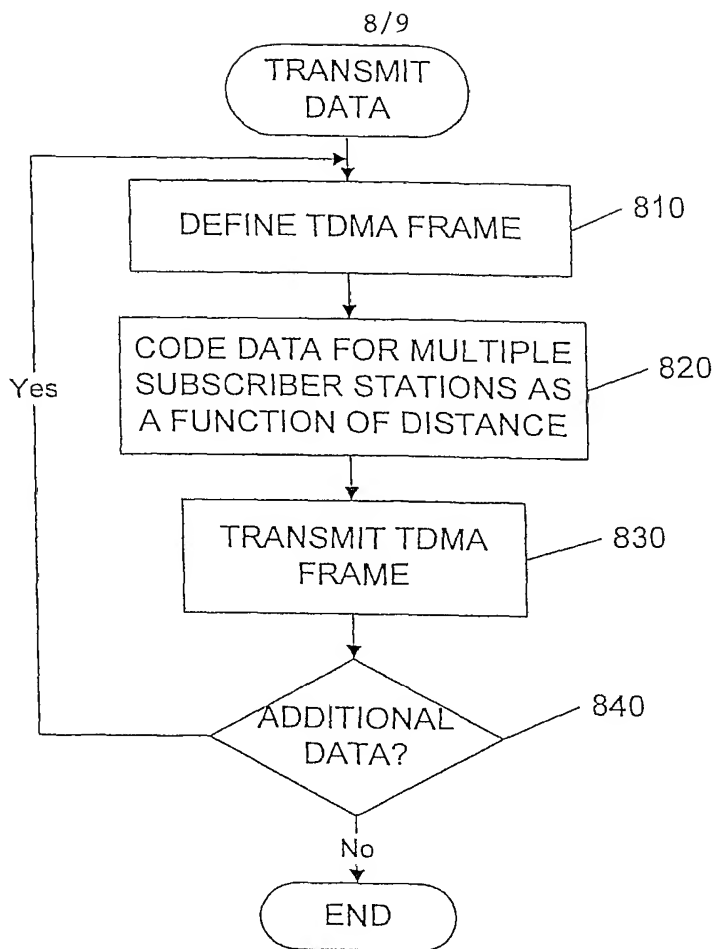 8/9
TRANSMIT
DATA
DEFINE TDMA FRAME
810
CODE DATA FOR MULTIPLE
SUBSCRIBER STATIONS AS
A FUNCTION OF DISTANCE
820
Yes
TRANSMIT TDMA
FRAME
830
ADDITIONAL
DATA?
840
No
END